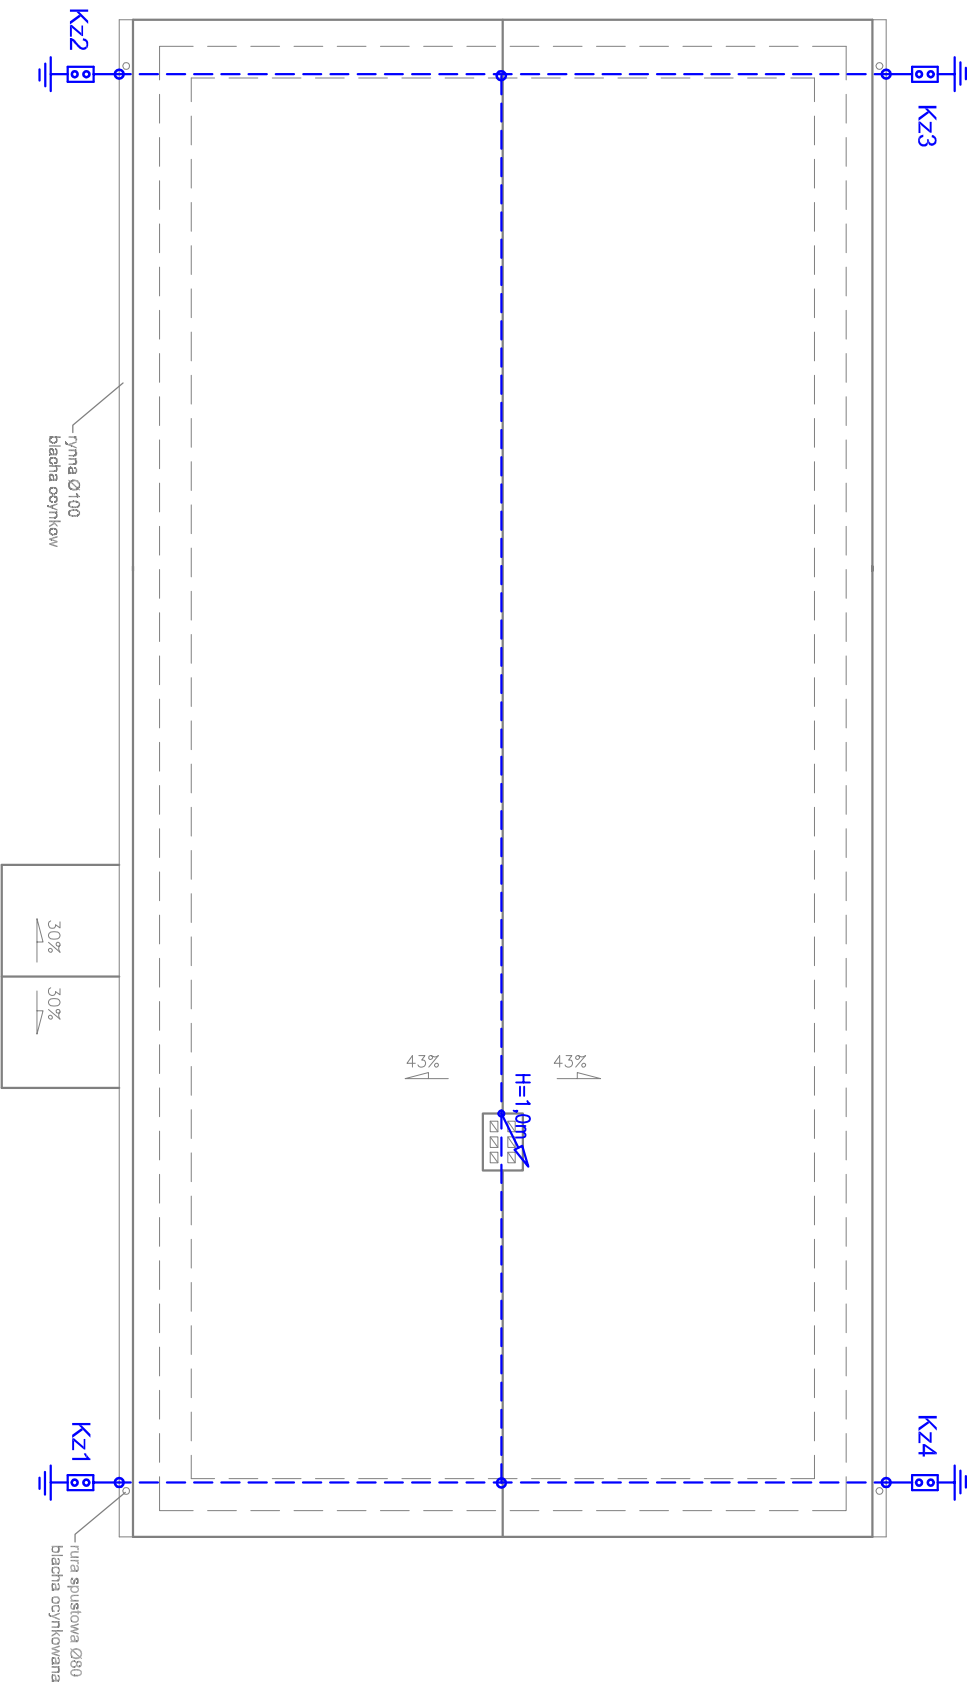 Kz2
Kz3
rynna Ø100
blacha ocynkow
30%
30%
43%
43%
H=1,0m
Kz1
Kz4
rura spustowa Ø80
blacha ocynkowana